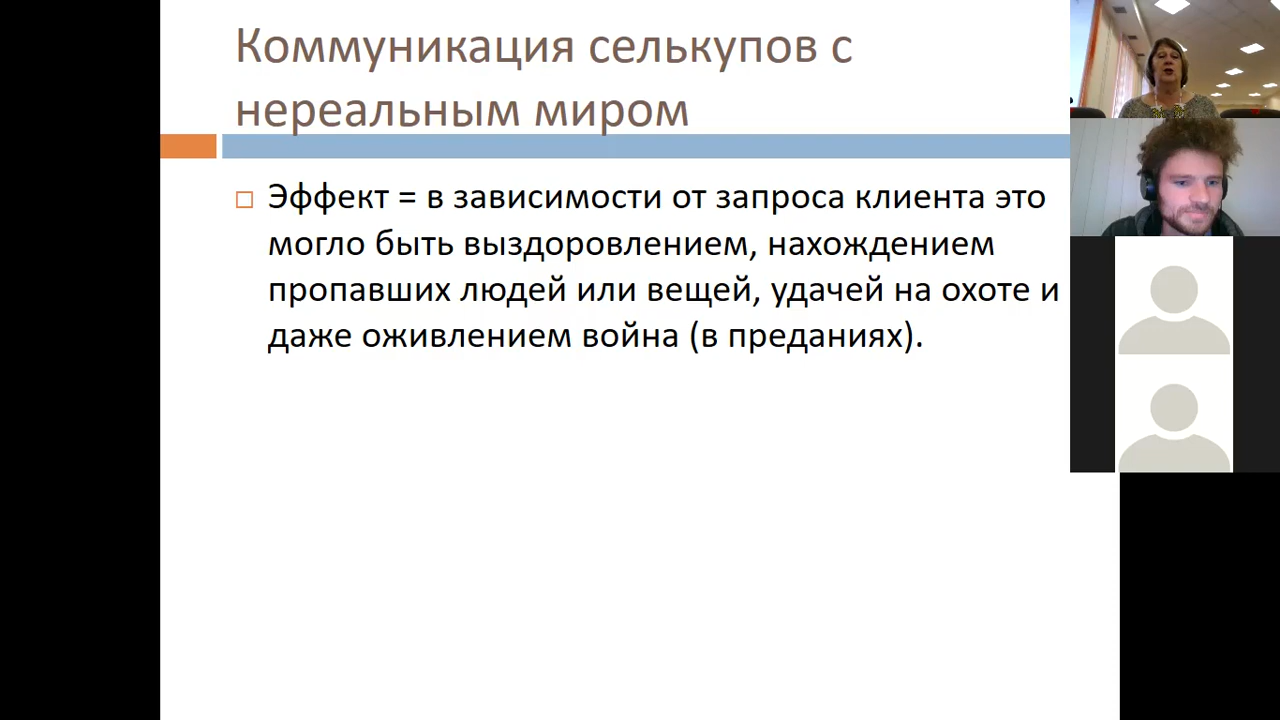 Коммуникация селькупов с
нереальным миром
Эффект = в зависимости от запроса клиента это
могло быть выздоровлением, нахождением
пропавших людей или вещей, удачей на охоте и
даже оживлением война (в преданиях).